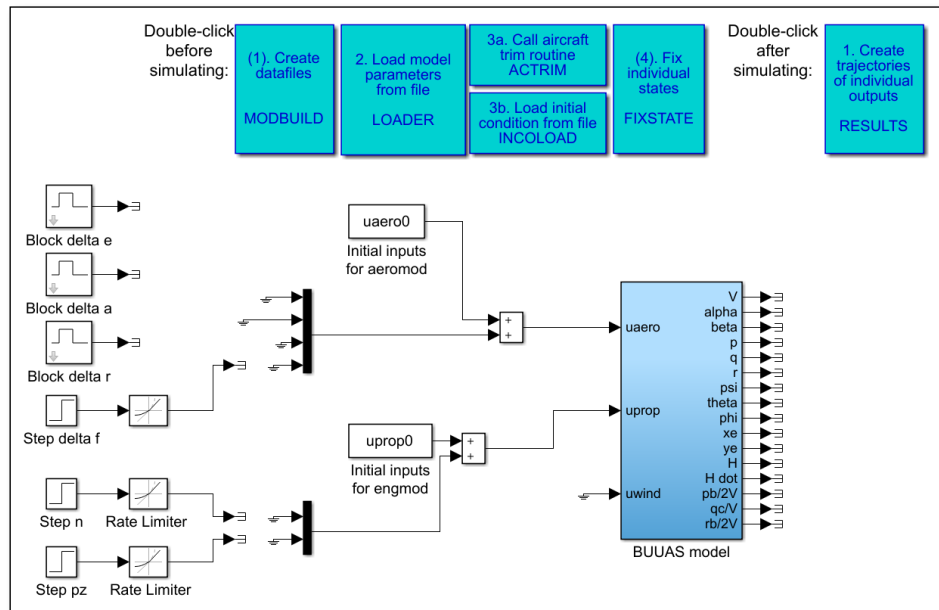 Double-click
before
simulating:
(1). Create
datafiles
MODBUILD
2. Load model
parameters
from file
LOADER
3a. Call aircraft
trim routine
ACTRIM
3b. Load initial
condition from file
INCOLOAD
(4). Fix
individual
states
FIXSTATE
Double-click
after
simulating:
1. Create
trajectories
of individual
outputs
RESULTS
Block delta e
Block delta a
Block delta r
Step delta f
Step n
Rate Limiter
Step pz
Rate Limiter
uaero0
Initial inputs
for aeromod
+
+
uprop0
Initial inputs
for engmod
+
+
uaero
uprop
uwind
V
alpha
beta
p
q
r
psi
theta
phi
xe
ye
H
H dot
pb/2V
qc/V
rb/2V
BUUAS model